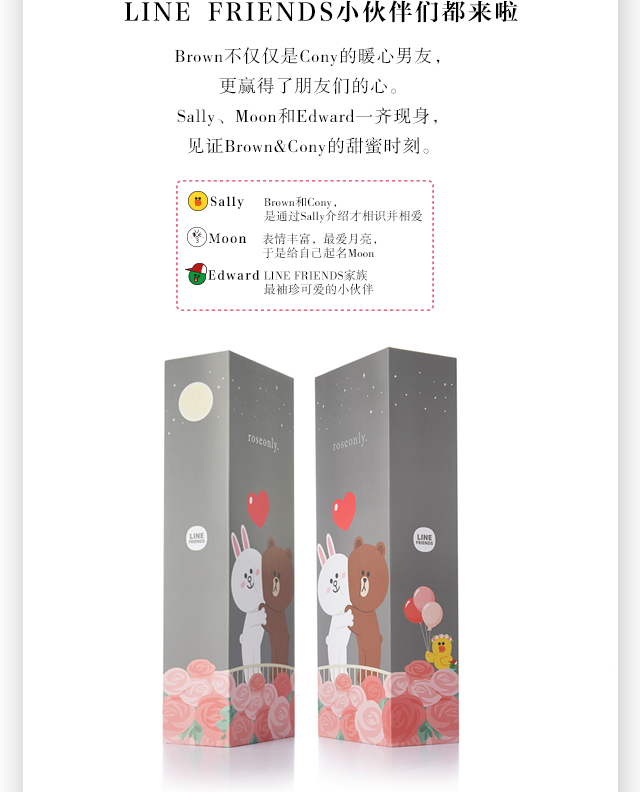 LINE FRIENDS小伙伴们都来啦
Brown不仅仅是Cony的暖心男友，
更赢得了朋友们的心。
Sally、Moon和Edward一齐现身，
见证Brown&Cony的甜蜜时刻。
Sally
Brown和Cony，
是通过Sally介绍才相识并相爱
Moon
表情丰富，最爱月亮，
于是给自己起名Moon
Edward
LINE FRIENDS家族
最袖珍可爱的小伙伴
roseonly.
roseonly.
LINE
FRIENDS
LINE
FRIENDS